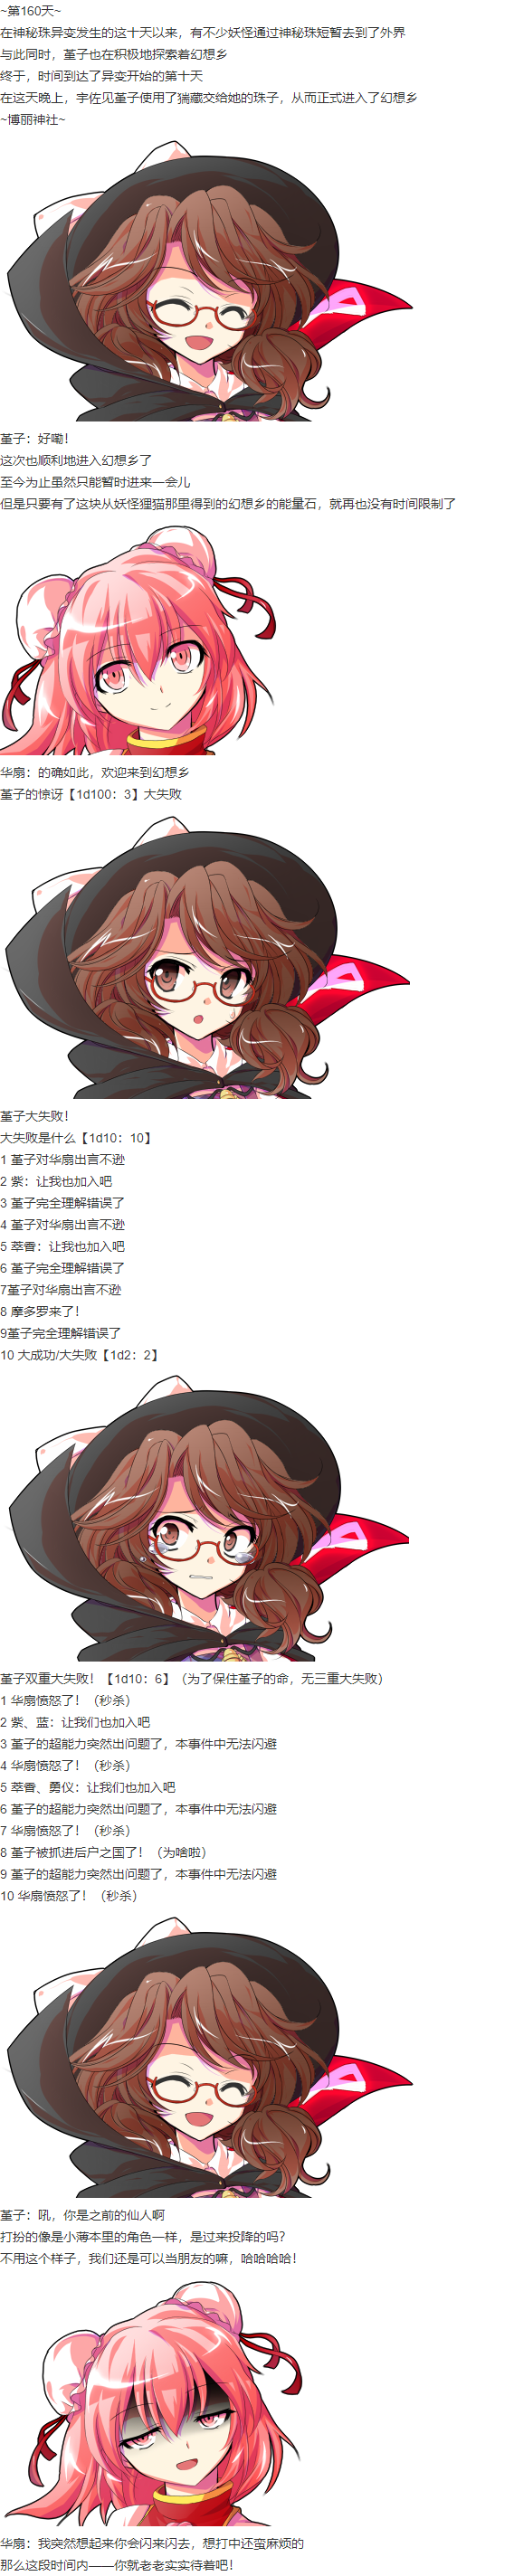 ~第160天~
在神秘珠异变发生的这十天以来，有不少妖怪通过神秘珠短暂去到了外界
与此同时，堇子也在积极地探索着幻想乡
终于，时间到达了异变开始的第十天
在这天晚上，宇佐见堇子使用了猯藏交给她的珠子，从而正式进入了幻想乡
~博丽神社~
堇子：好嘞！
这次也顺利地进入幻想乡了
至今为止虽然只能暂时进来一会儿
但是只要有了这块从妖怪狸猫那里得到的幻想乡的能量石，就再也没有时间限制了
华扇：的确如此，欢迎来到幻想乡
堇子的惊讶【1d100：3】大失败
堇子大失败！
大失败是什么【1d10：10】
1 堇子对华扇出言不逊
2 紫：让我也加入吧
3 堇子完全理解错误了
4 堇子对华扇出言不逊
5 萃香：让我也加入吧
6 堇子完全理解错误了
7堇子对华扇出言不逊
8 摩多罗来了！
9堇子完全理解错误了
10 大成功/大失败【1d2：2】
堇子双重大失败！【1d10：6】（为了保住堇子的命，无三重大失败）
1 华扇愤怒了！（秒杀）
2 紫、蓝：让我们也加入吧
3 堇子的超能力突然出问题了，本事件中无法闪避
4 华扇愤怒了！（秒杀）
5 萃香、勇仪：让我们也加入吧
6 堇子的超能力突然出问题了，本事件中无法闪避
7 华扇愤怒了！（秒杀）
8 堇子被抓进后户之国了！（为啥啦）
9 堇子的超能力突然出问题了，本事件中无法闪避
10 华扇愤怒了！（秒杀）
堇子：吼，你是之前的仙人啊
打扮的像是小薄本里的角色一样，是过来投降的吗？
不用这个样子，我们还是可以当朋友的嘛，哈哈哈哈！
华扇：我突然想起来你会闪来闪去，想打中还蛮麻烦的
那么这段时间内——你就老老实实待着吧！